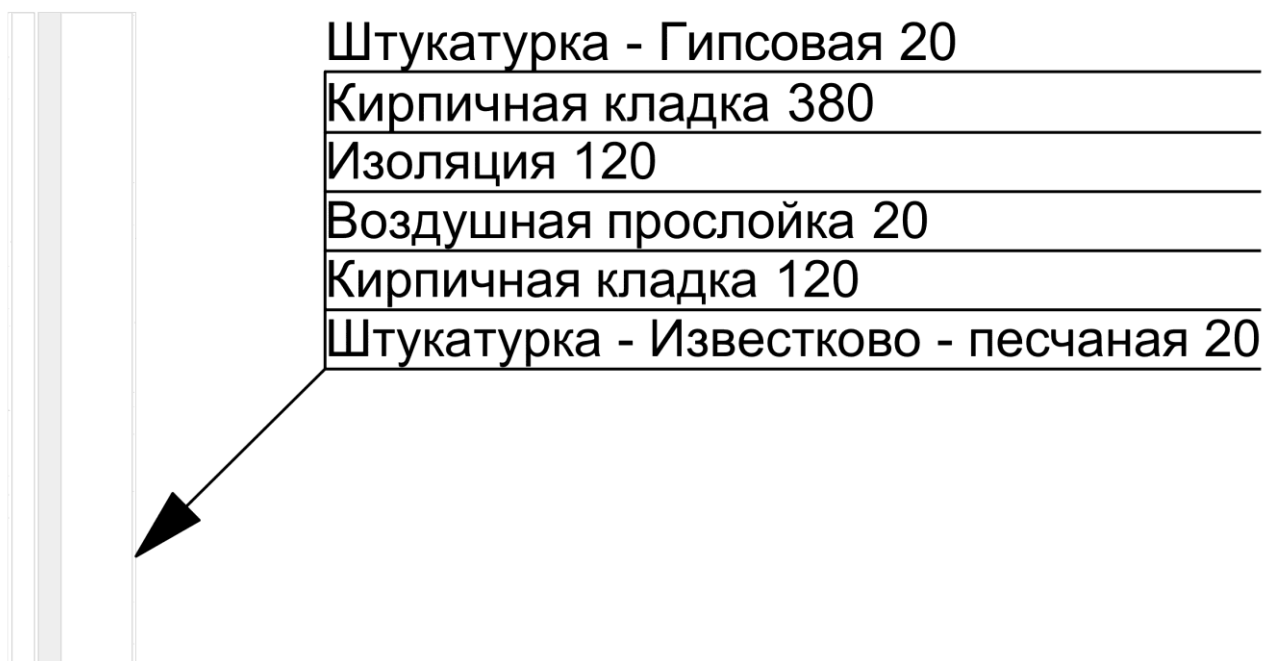 Штукатурка - Гипсовая 20
Кирпичная кладка 380
Изоляция 120
Воздушная прослойка 20
Кирпичная кладка 120
Штукатурка - Известково - песчаная 20